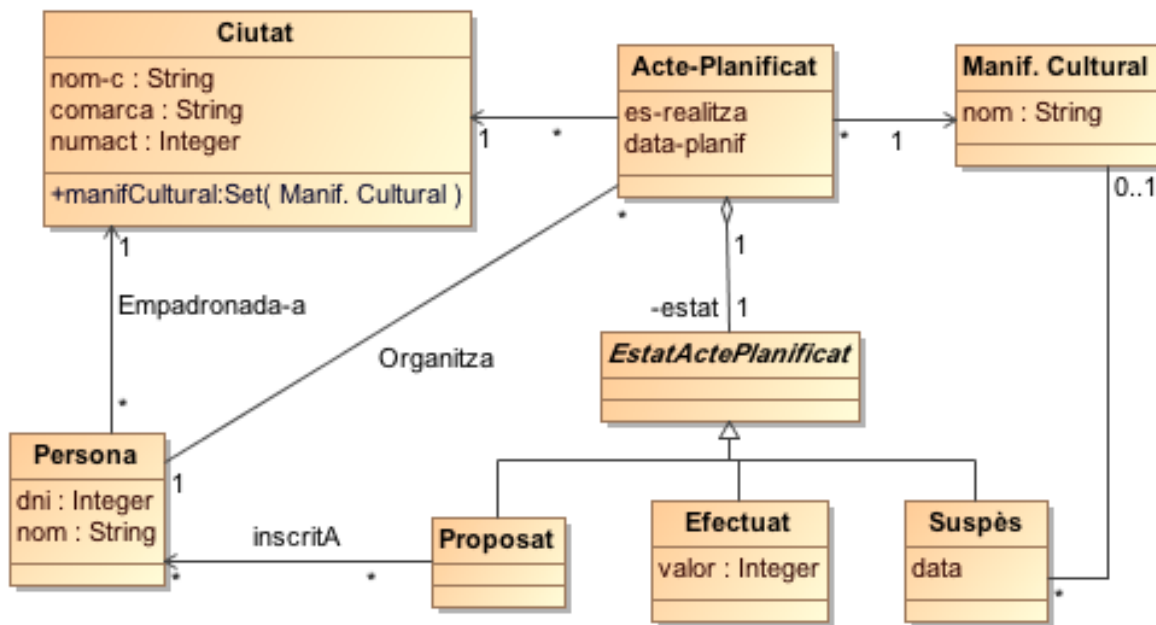 Ciutat
nom-c : String
comarca : String
numact : Integer
+manifCultural:Set( Manif. Cultural )
Acte-Planificat
es-realitza
data-planif
Manif. Cultural
nom : String
1
*
*
1
*
0..1
1
1
Empadronada-a
-estat
1
Organitza
EstatActePlanificat
*
Persona
dni : Integer
nom : String
1
inscritA
*
*
Proposat
Efectuat
valor : Integer
Suspès
data
*